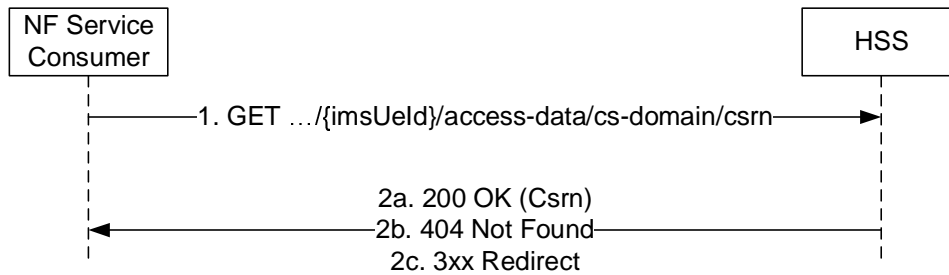 NF Service
Consumer
HSS
1. GET …/{imsUeId}/access-data/cs-domain/csrn
2a. 200 OK (Csrn)
2b. 404 Not Found
2c. 3xx Redirect